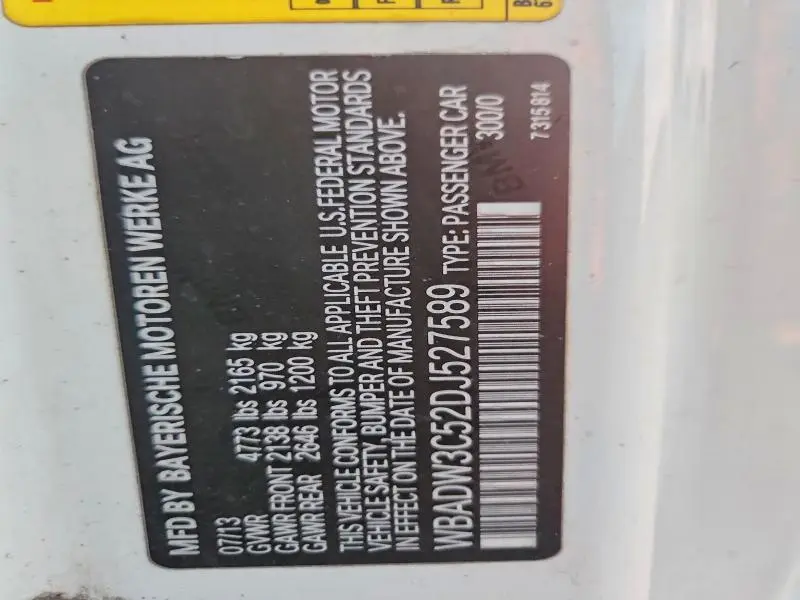 MFD BY BAYERISCHE MOTOREN WERKE AG
07/13
GVWR 4773 lbs 2165 kg
GAWR FRONT 2138 lbs 970 kg
GAWR REAR 2646 lbs 1200 kg
THIS VEHICLE CONFORMS TO ALL APPLICABLE U.S.FEDERAL MOTOR
VEHICLE SAFETY, BUMPER AND THEFT PREVENTION STANDARDS
IN EFFECT ON THE DATE OF MANUFACTURE SHOWN ABOVE.
WBADW3C52DJ527589 TYPE: PASSENGER CAR
300/0
BMW
7315814